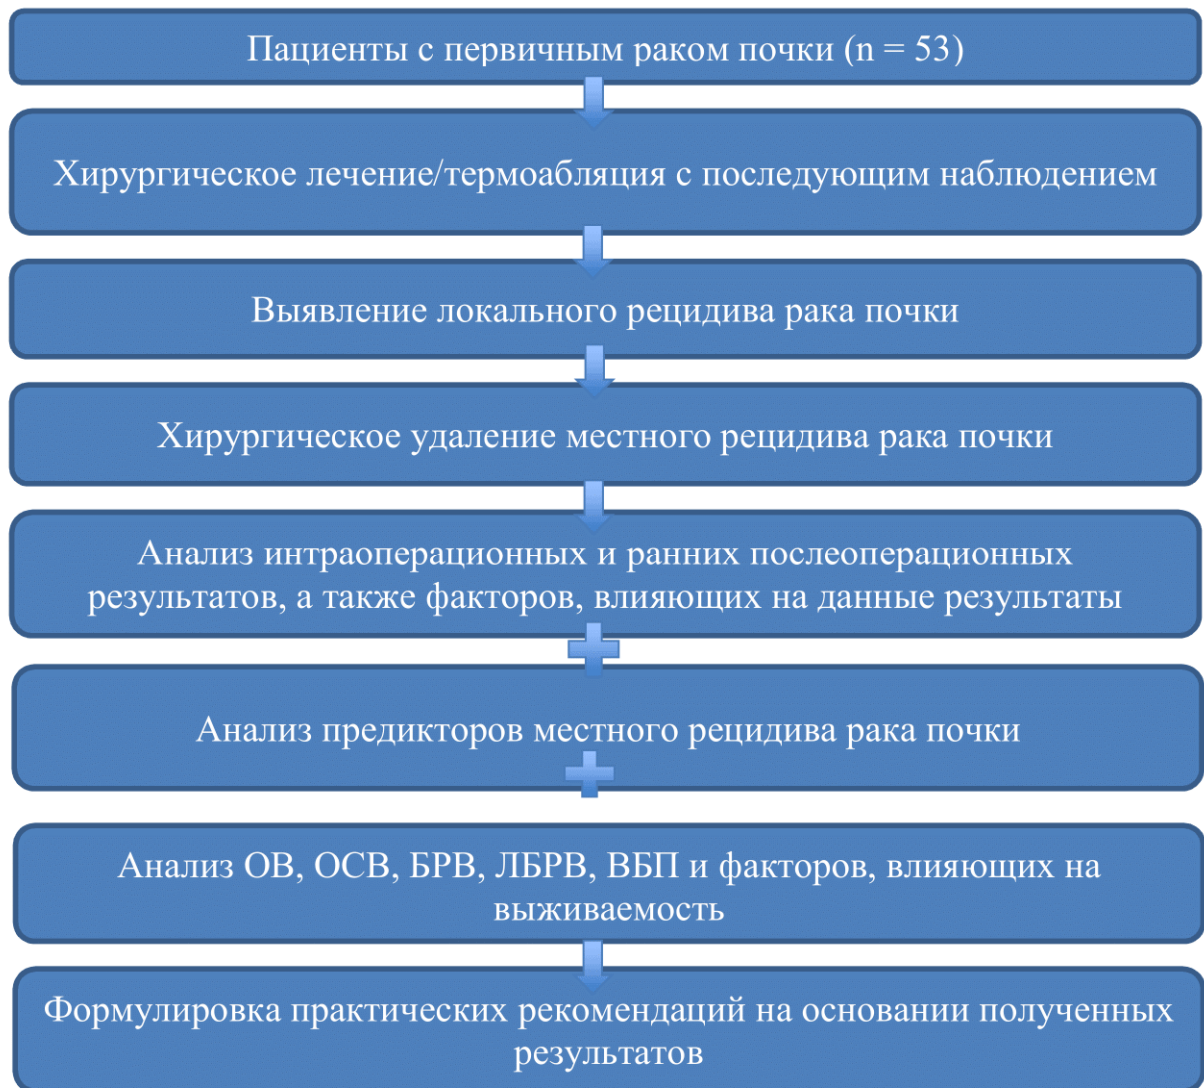 Пациенты с первичным раком почки (n = 53)
Хирургическое лечение/термоабляция с последующим наблюдением
Выявление локального рецидива рака почки
Хирургическое удаление местного рецидива рака почки
Анализ интраоперационных и ранних послеоперационных
результатов, а также факторов, влияющих на данные результаты
Анализ предикторов местного рецидива рака почки
Анализ ОВ, ОСВ, БРВ, ЛБРВ, ВБП и факторов, влияющих на
выживаемость
Формулировка практических рекомендаций на основании полученных
результатов